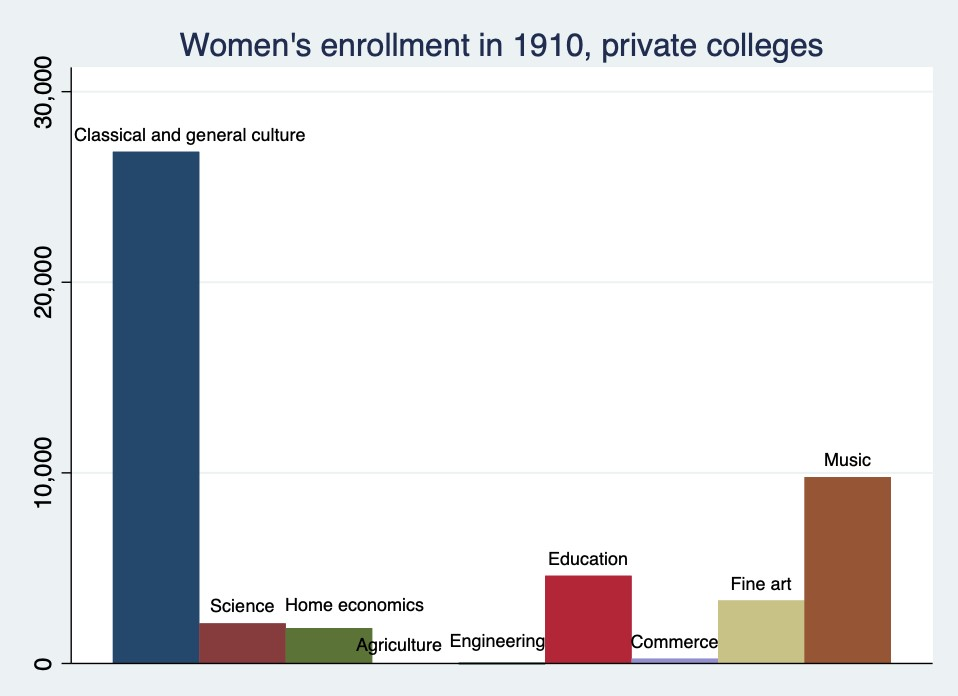 Women's enrollment in 1910, private colleges
30,000
20,000
10,000
0
Classical and general culture
Science
Home economics
Agriculture
Engineering
Education
Commerce
Fine art
Music